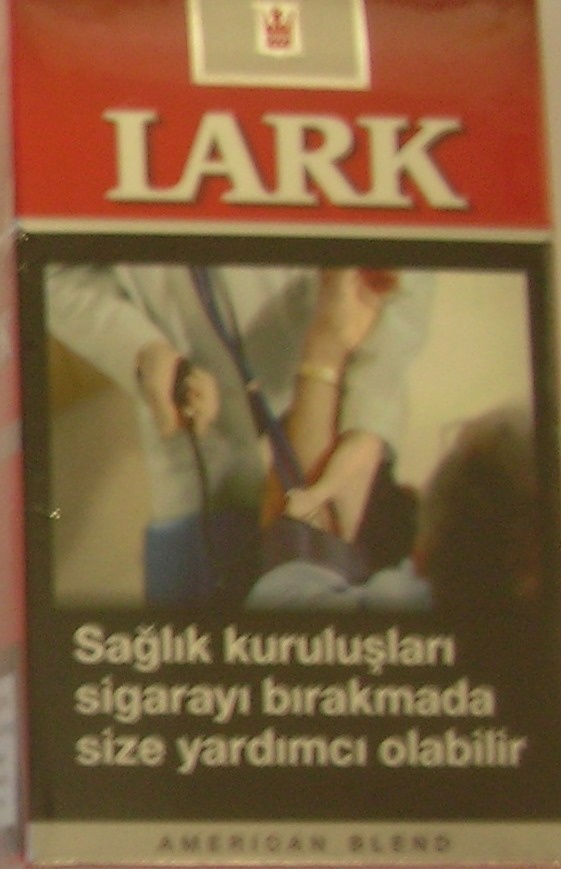 LARK
Sağlık kuruluşları
sigarayı bırakmada
size yardımcı olabilir
AMERICAN BLEND